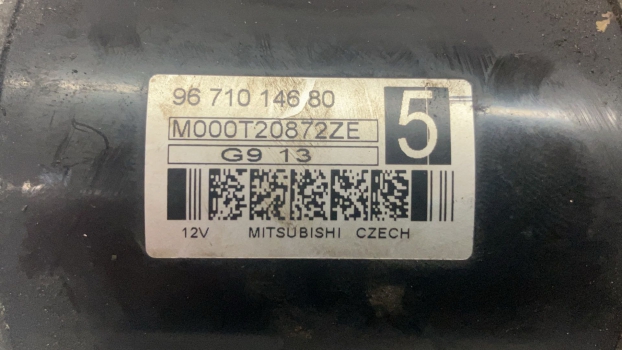 96 710 146 80
M000T20872ZE
5
G9 13
12V MITSUBISHI CZECH